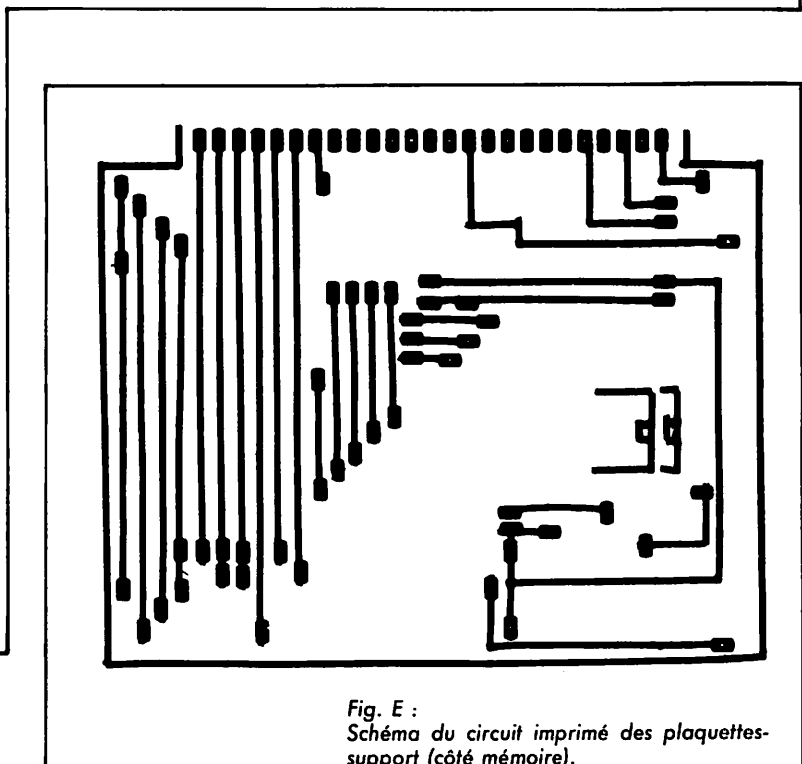 Fig. E :
Schéma du circuit imprimé des plaquettes-
support (côté mémoire).